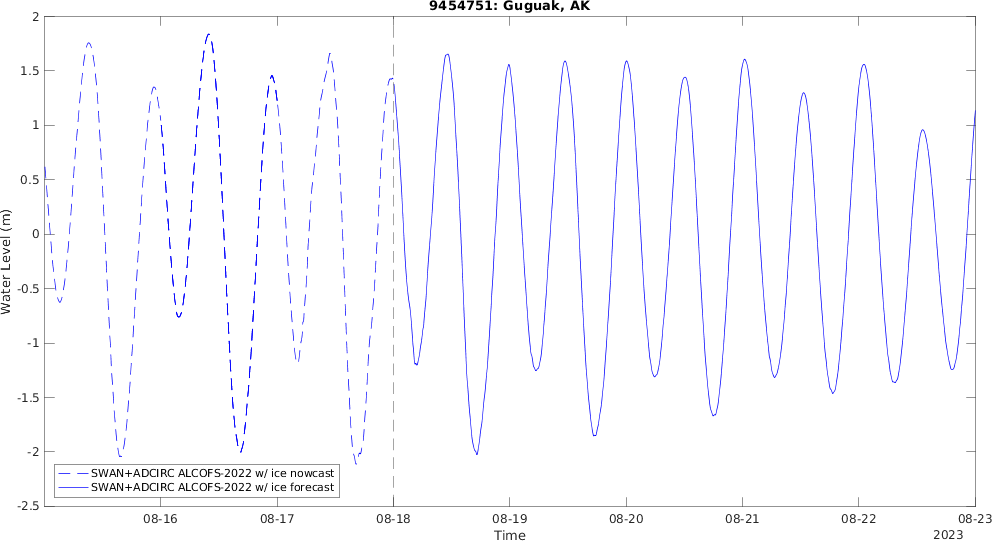 9454751: Guguak, AK
2
1.5
1
0.5
0
-0.5
-1
-1.5
-2
-2.5
Water Level (m)
SWAN+ADCIRC ALCOFS-2022 w/ ice nowcast
SWAN+ADCIRC ALCOFS-2022 w/ ice forecast
08-16 08-17 08-18 08-19 08-20 08-21 08-22 08-23
Time
2023